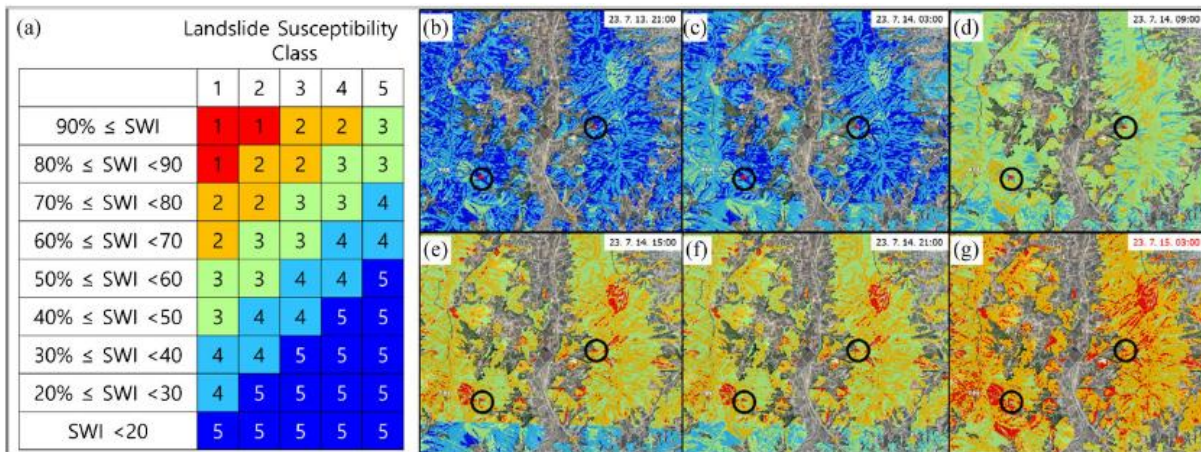 (a)
Landslide Susceptibility
Class
1 2 3 4 5
90% ≤ SWI 1 1 2 2 3
80% ≤ SWI <90 1 2 2 3 3
70% ≤ SWI <80 2 2 3 3 4
60% ≤ SWI <70 2 3 3 4 4
50% ≤ SWI <60 3 3 4 4 5
40% ≤ SWI <50 3 4 4 5 5
30% ≤ SWI <40 4 4 5 5 5
20% ≤ SWI <30 4 5 5 5 5
SWI <20 5 5 5 5 5
(b) 23. 7. 13. 21:00
(c) 23. 7. 14. 03:00
(d) 23. 7. 14. 09:00
(e) 23. 7. 14. 15:00
(f) 23. 7. 14. 21:00
(g) 23. 7. 15. 03:00